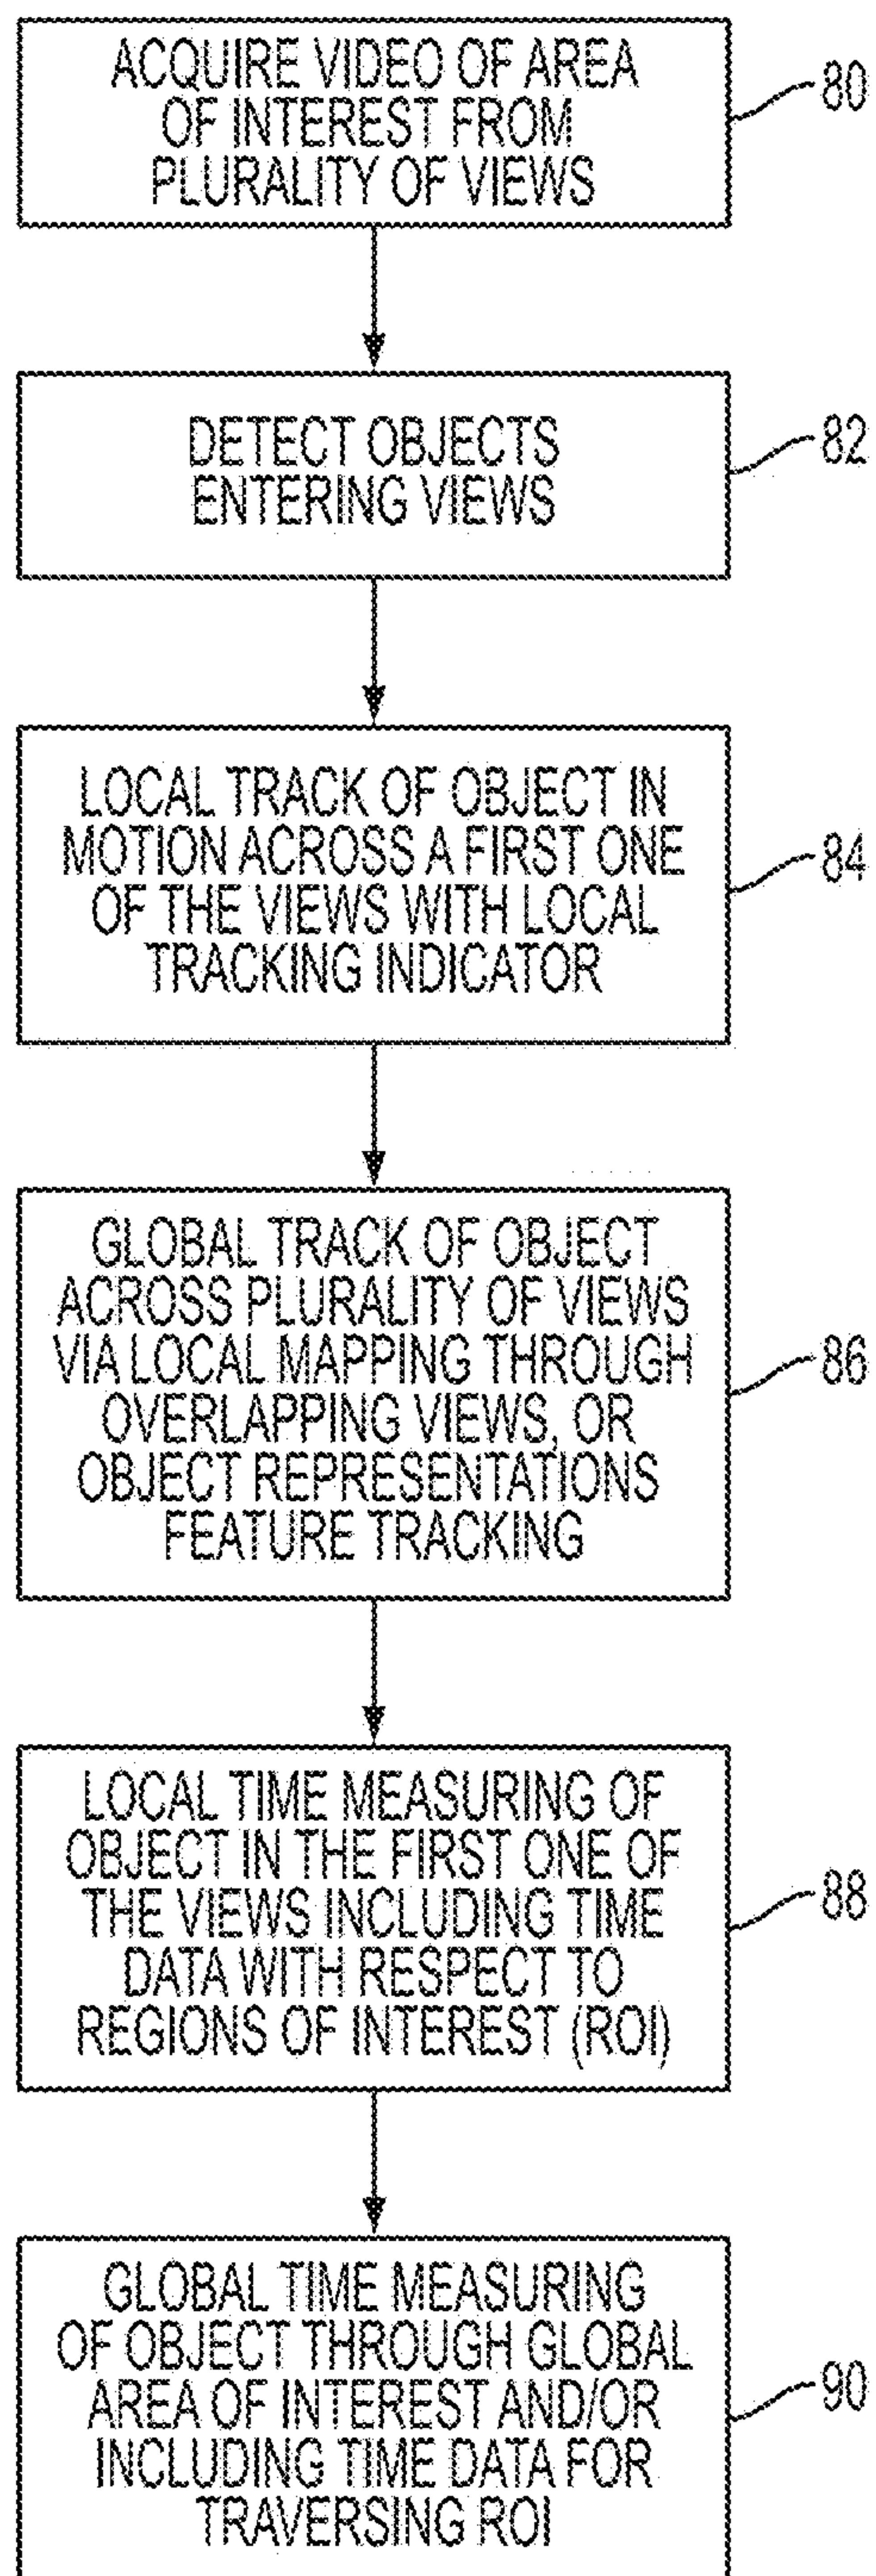 ACQUIRE VIDEO OF AREA
OF INTEREST FROM
PLURALITY OF VIEWS
80
DETECT OBJECTS
ENTERING VIEWS
82
LOCAL TRACK OF OBJECT IN
MOTION ACROSS A FIRST ONE
OF THE VIEWS WITH LOCAL
TRACKING INDICATOR
84
GLOBAL TRACK OF OBJECT
ACROSS PLURALITY OF VIEWS
VIA LOCAL MAPPING THROUGH
OVERLAPPING VIEWS, OR
OBJECT REPRESENTATIONS
FEATURE TRACKING
86
LOCAL TIME MEASURING OF
OBJECT IN THE FIRST ONE OF
THE VIEWS INCLUDING TIME
DATA WITH RESPECT TO
REGIONS OF INTEREST (ROI)
88
GLOBAL TIME MEASURING
OF OBJECT THROUGH GLOBAL
AREA OF INTEREST AND/OR
INCLUDING TIME DATA FOR
TRAVERSING ROI
90